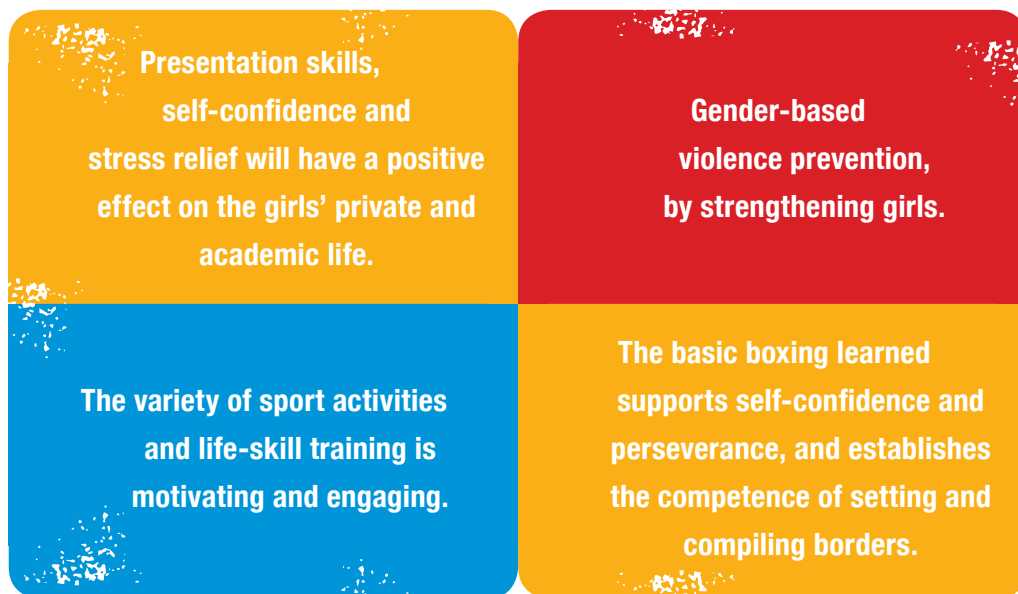 Presentation skills,
self-confidence and
stress relief will have a positive
effect on the girls’ private and
academic life.
Gender-based
violence prevention,
by strengthening girls.
The variety of sport activities
and life-skill training is
motivating and engaging.
The basic boxing learned
supports self-confidence and
perseverance, and establishes
the competence of setting and
compiling borders.